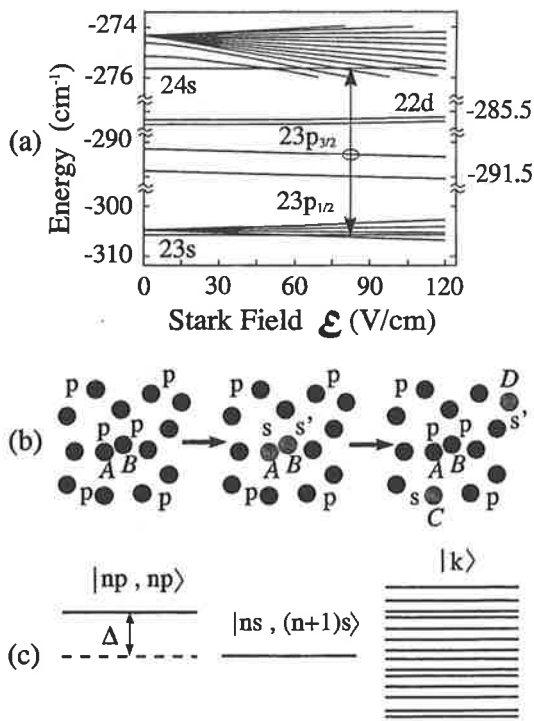 -274
-276
24s
22d
-285.5
(a)
Energy (cm⁻¹)
-290
23p₃/₂
-291.5
-300
23p₁/₂
23s
-310
0 30 60 90 120
Stark Field ℰ (V/cm)
p p p s p D
(b)
p p s s' p p s'
A B A B A B
p p p p s p
C
|k⟩
|np , np⟩
|ns , (n+1)s⟩
Δ
(c)